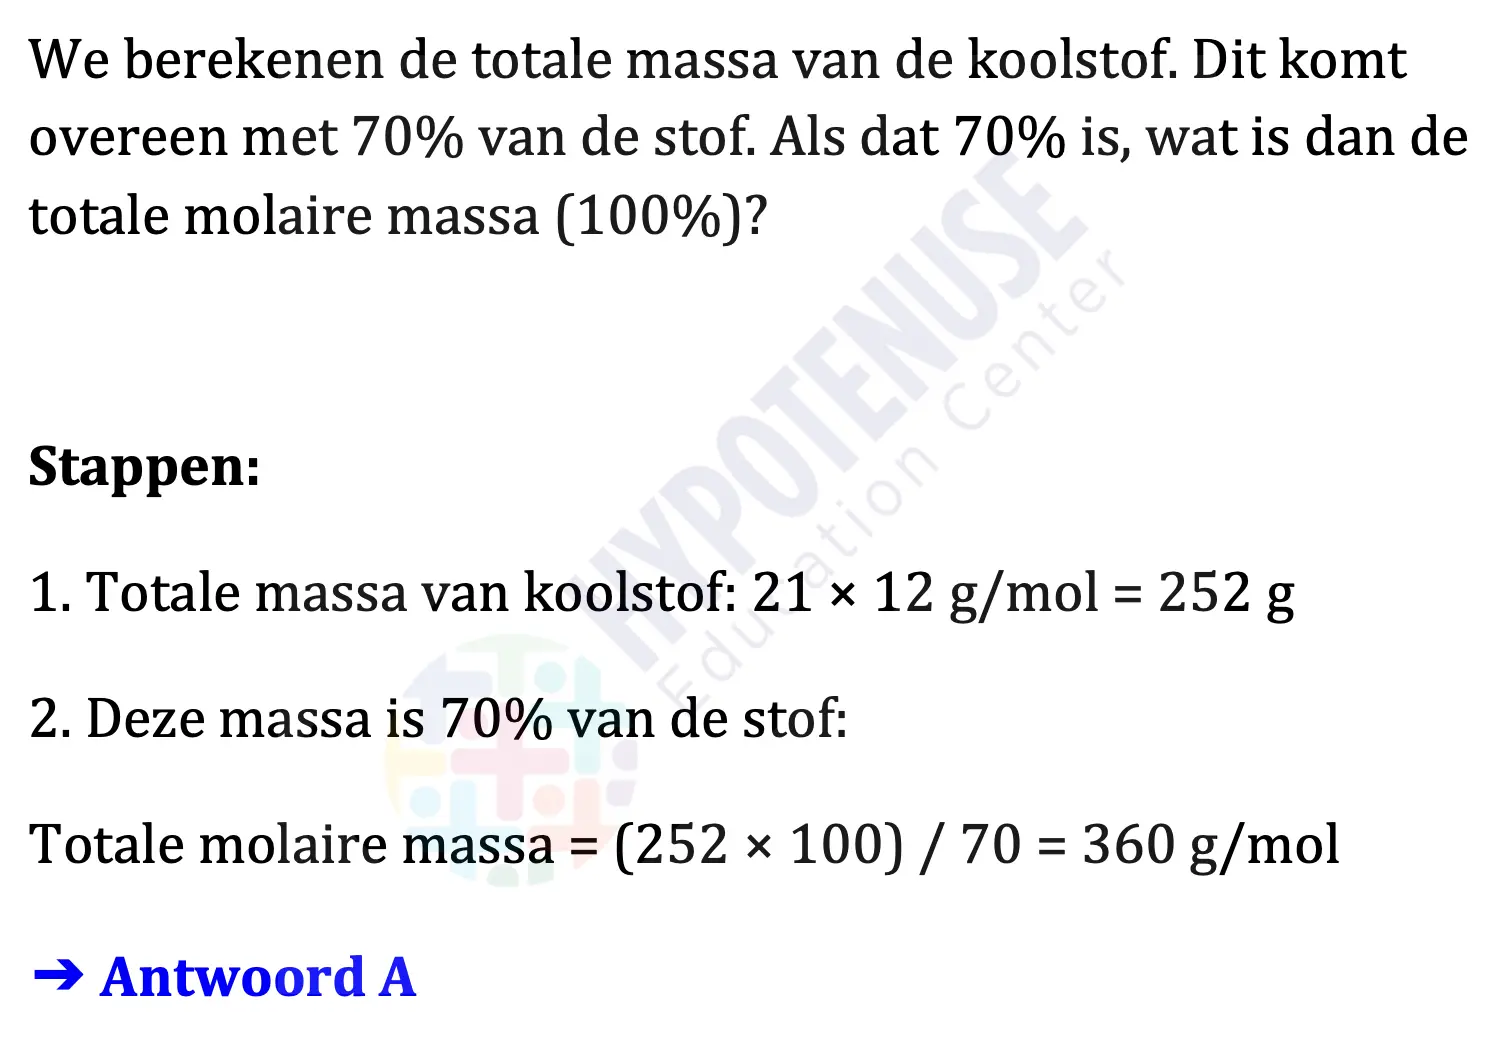 We berekenen de totale massa van de koolstof. Dit komt
overeen met 70% van de stof. Als dat 70% is, wat is dan de
totale molaire massa (100%)?
HYPOTENUSE
Education Center
Stappen:
1. Totale massa van koolstof: 21 × 12 g/mol = 252 g
2. Deze massa is 70% van de stof:
Totale molaire massa = (252 × 100) / 70 = 360 g/mol
➔ Antwoord A